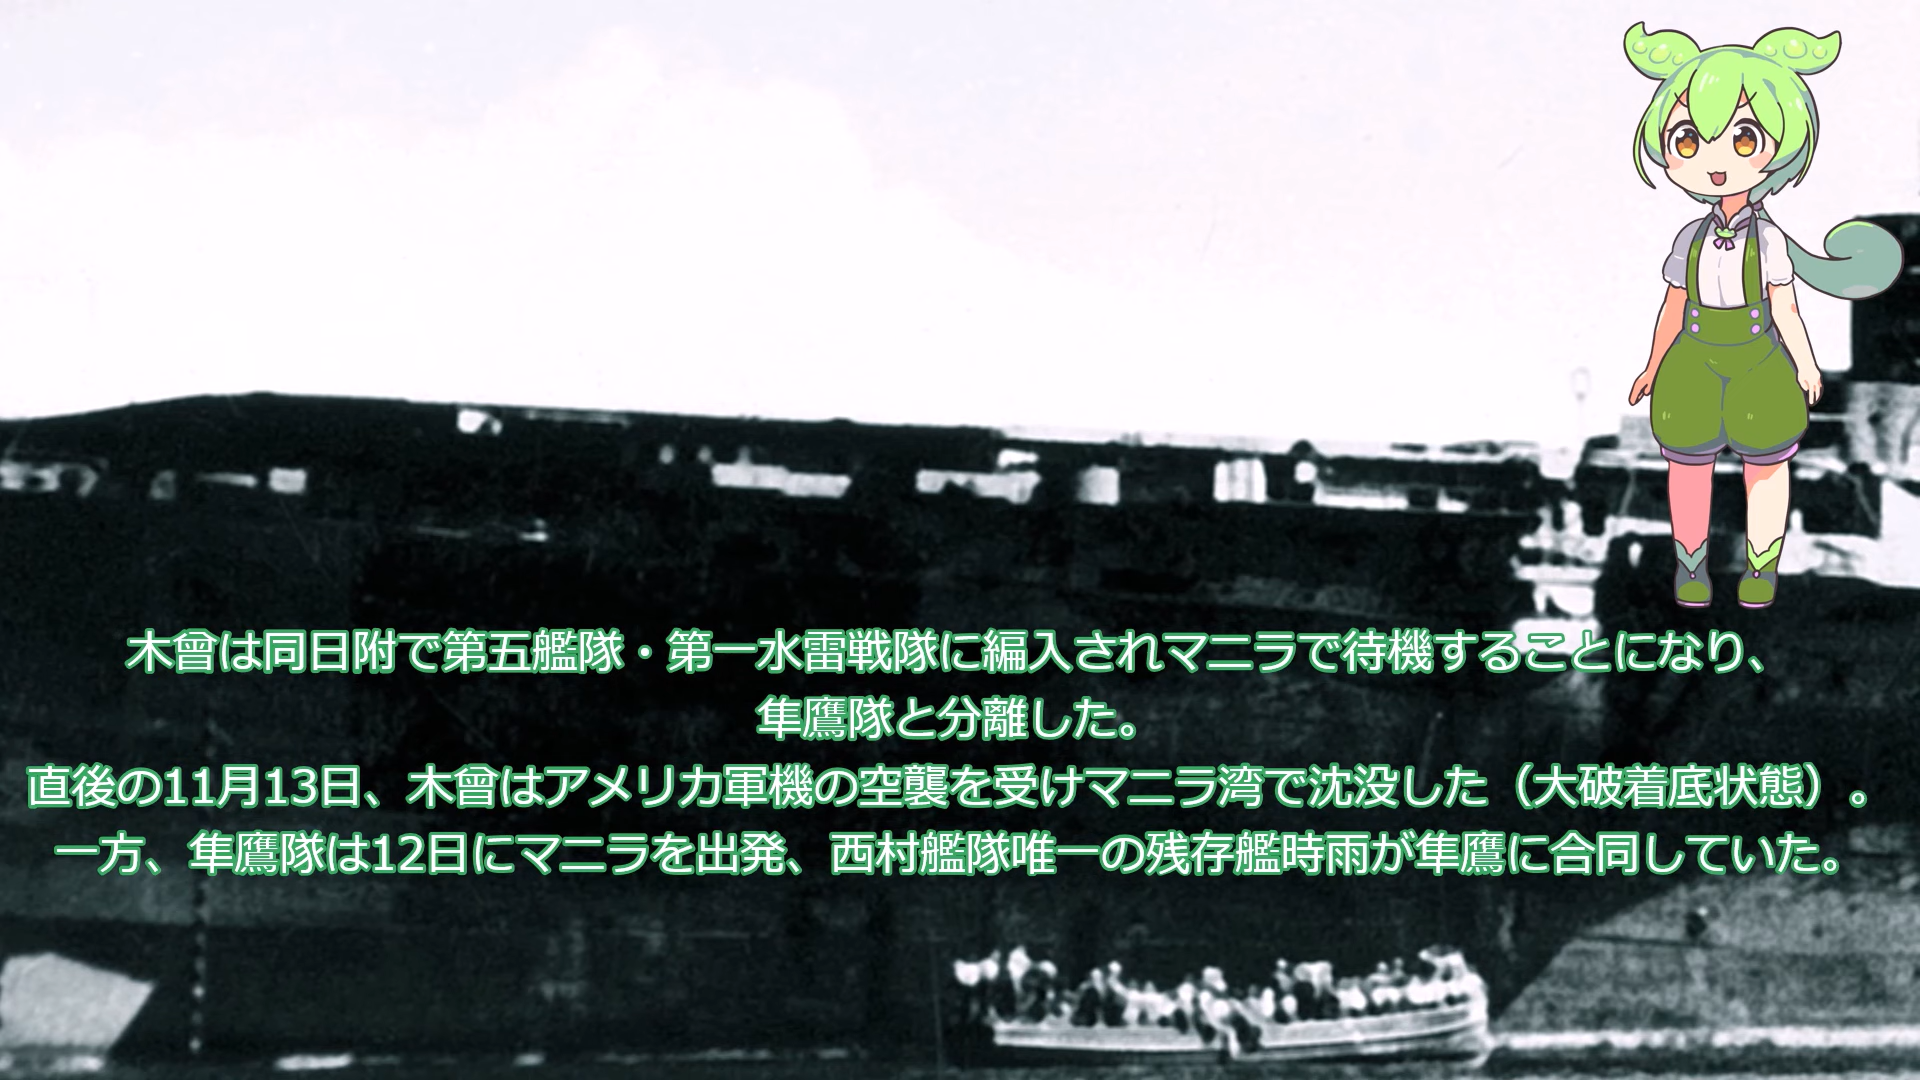 木曾は同日附で第五艦隊・第一水雷戦隊に編入されマニラで待機することになり、
隼鷹隊と分離した。
直後の11月13日、木曾はアメリカ軍機の空襲を受けマニラ湾で沈没した（大破着底状態）。
一方、隼鷹隊は12日にマニラを出発、西村艦隊唯一の残存艦時雨が隼鷹に合同していた。